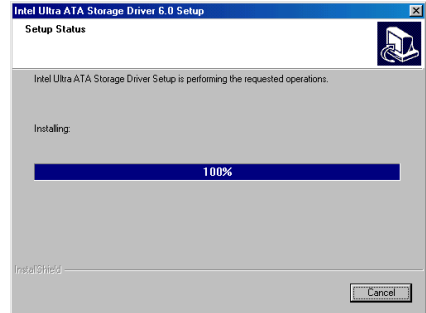 Intel Ultra ATA Storage Driver 6.0 Setup
Setup Status
Intel Ultra ATA Storage Driver Setup is performing the requested operations.
Installing:
100%
InstallShield
Cancel